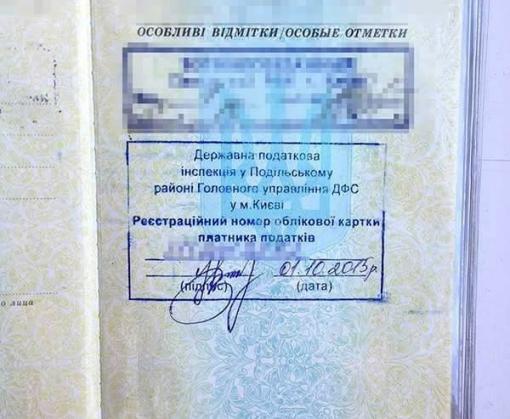 ОСОБЛИВІ ВІДМІТКИ/ОСОБЫЕ ОТМЕТКИ
Державна податкова
інспекція у Подільському
районі Головного управління ДФС
у м.Києві
Реєстраційний номер облікової картки
платника податків
01.10.2015р
(підпис) (дата)
о лица